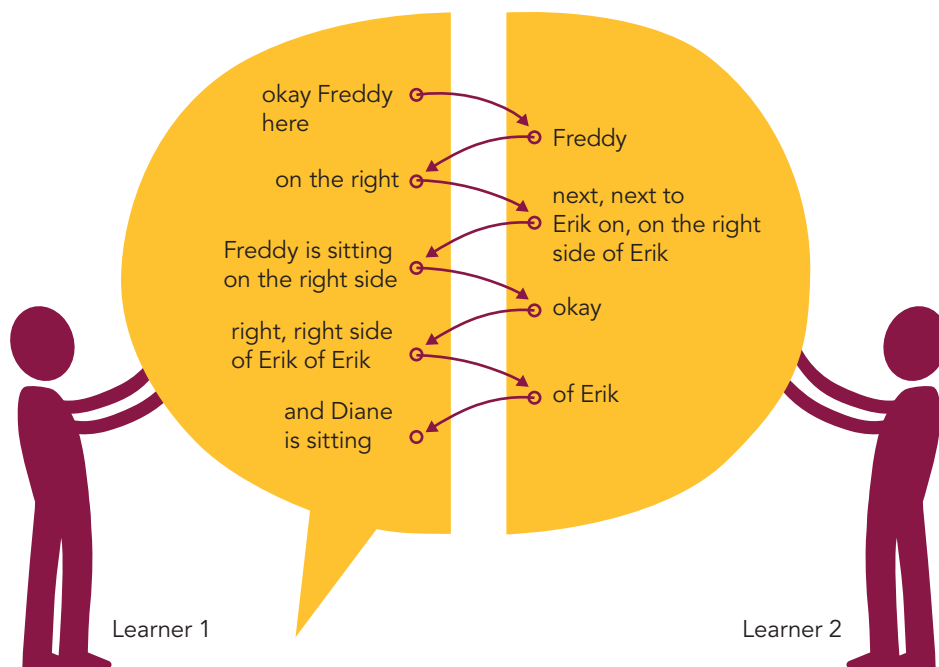 okay Freddy
here
Freddy
on the right
next, next to
Erik on, on the right
side of Erik
Freddy is sitting
on the right side
okay
right, right side
of Erik of Erik
of Erik
and Diane
is sitting
Learner 1
Learner 2